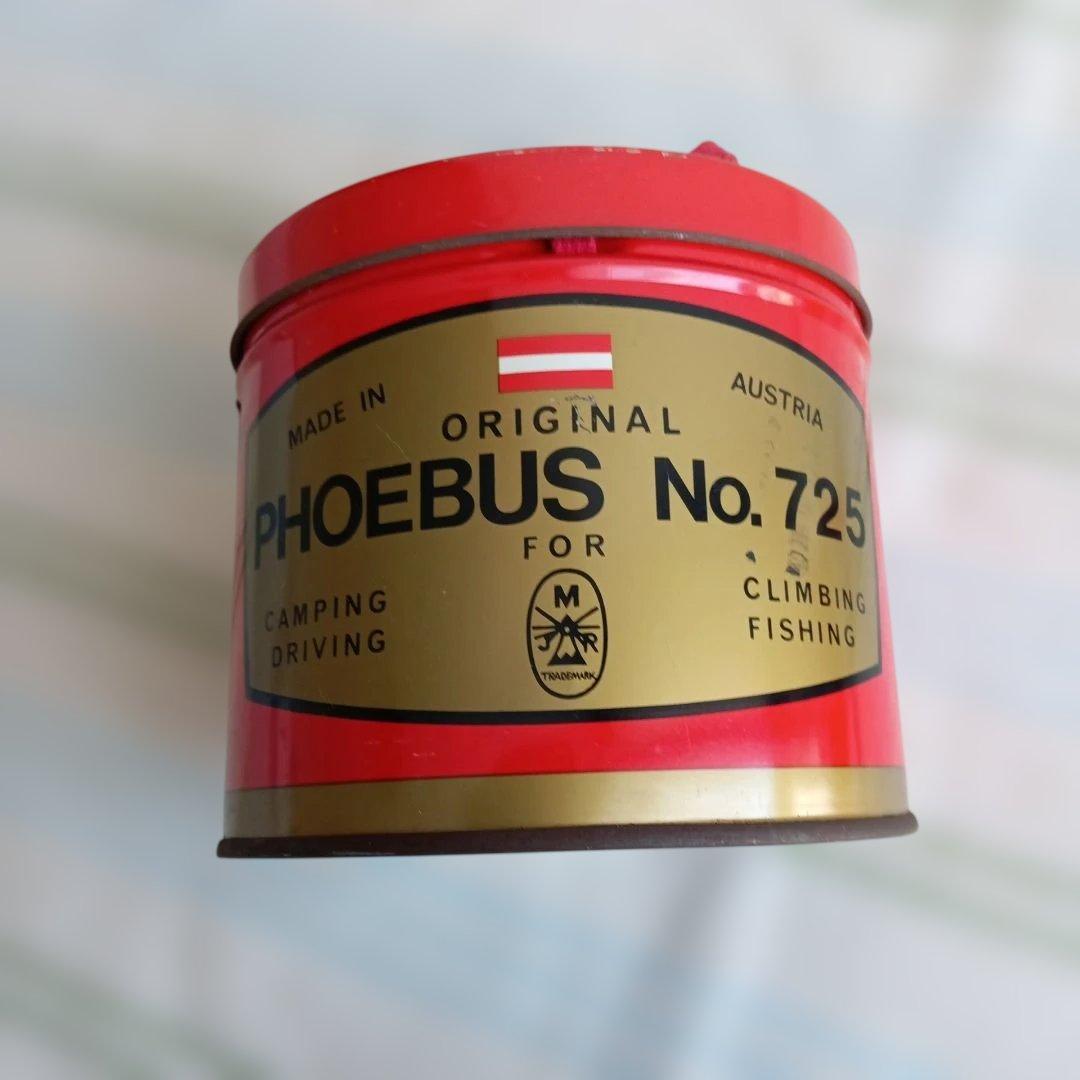 MADE IN AUSTRIA
ORIGINAL
PHOEBUS No. 725
FOR
CAMPING CLIMBING
DRIVING FISHING
M
J R
TRADEMARK